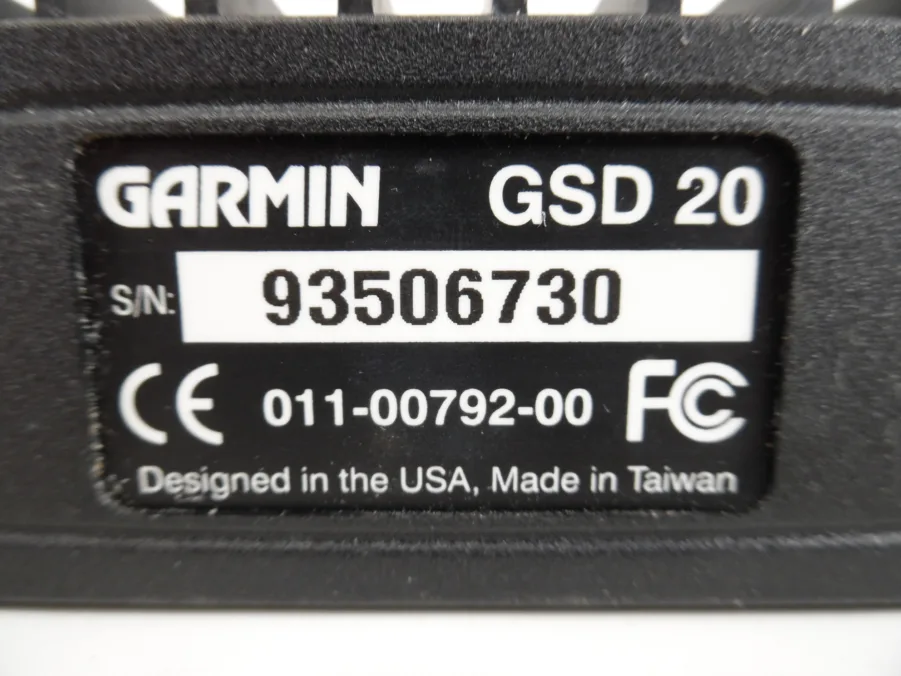 GARMIN GSD 20
S/N: 93506730
CE 011-00792-00 FC
Designed in the USA, Made in Taiwan